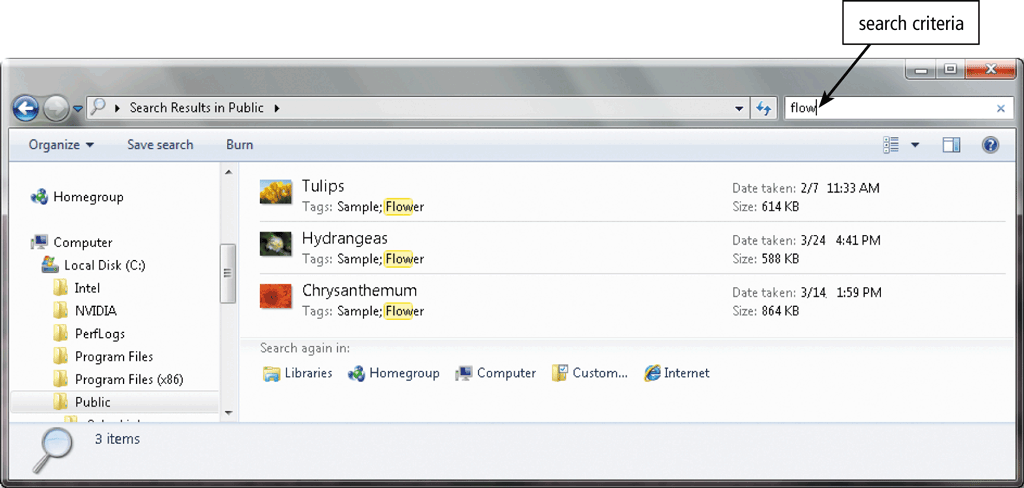 search criteria
Search Results in Public
flow
Organize Save search Burn
Homegroup
Computer
Local Disk (C:)
Intel
NVIDIA
PerfLogs
Program Files
Program Files (x86)
Public
Tulips
Tags: Sample; Flower
Date taken: 2/7 11:33 AM
Size: 614 KB
Hydrangeas
Tags: Sample; Flower
Date taken: 3/24 4:41 PM
Size: 588 KB
Chrysanthemum
Tags: Sample; Flower
Date taken: 3/14 1:59 PM
Size: 864 KB
Search again in:
Libraries Homegroup Computer Custom... Internet
3 items